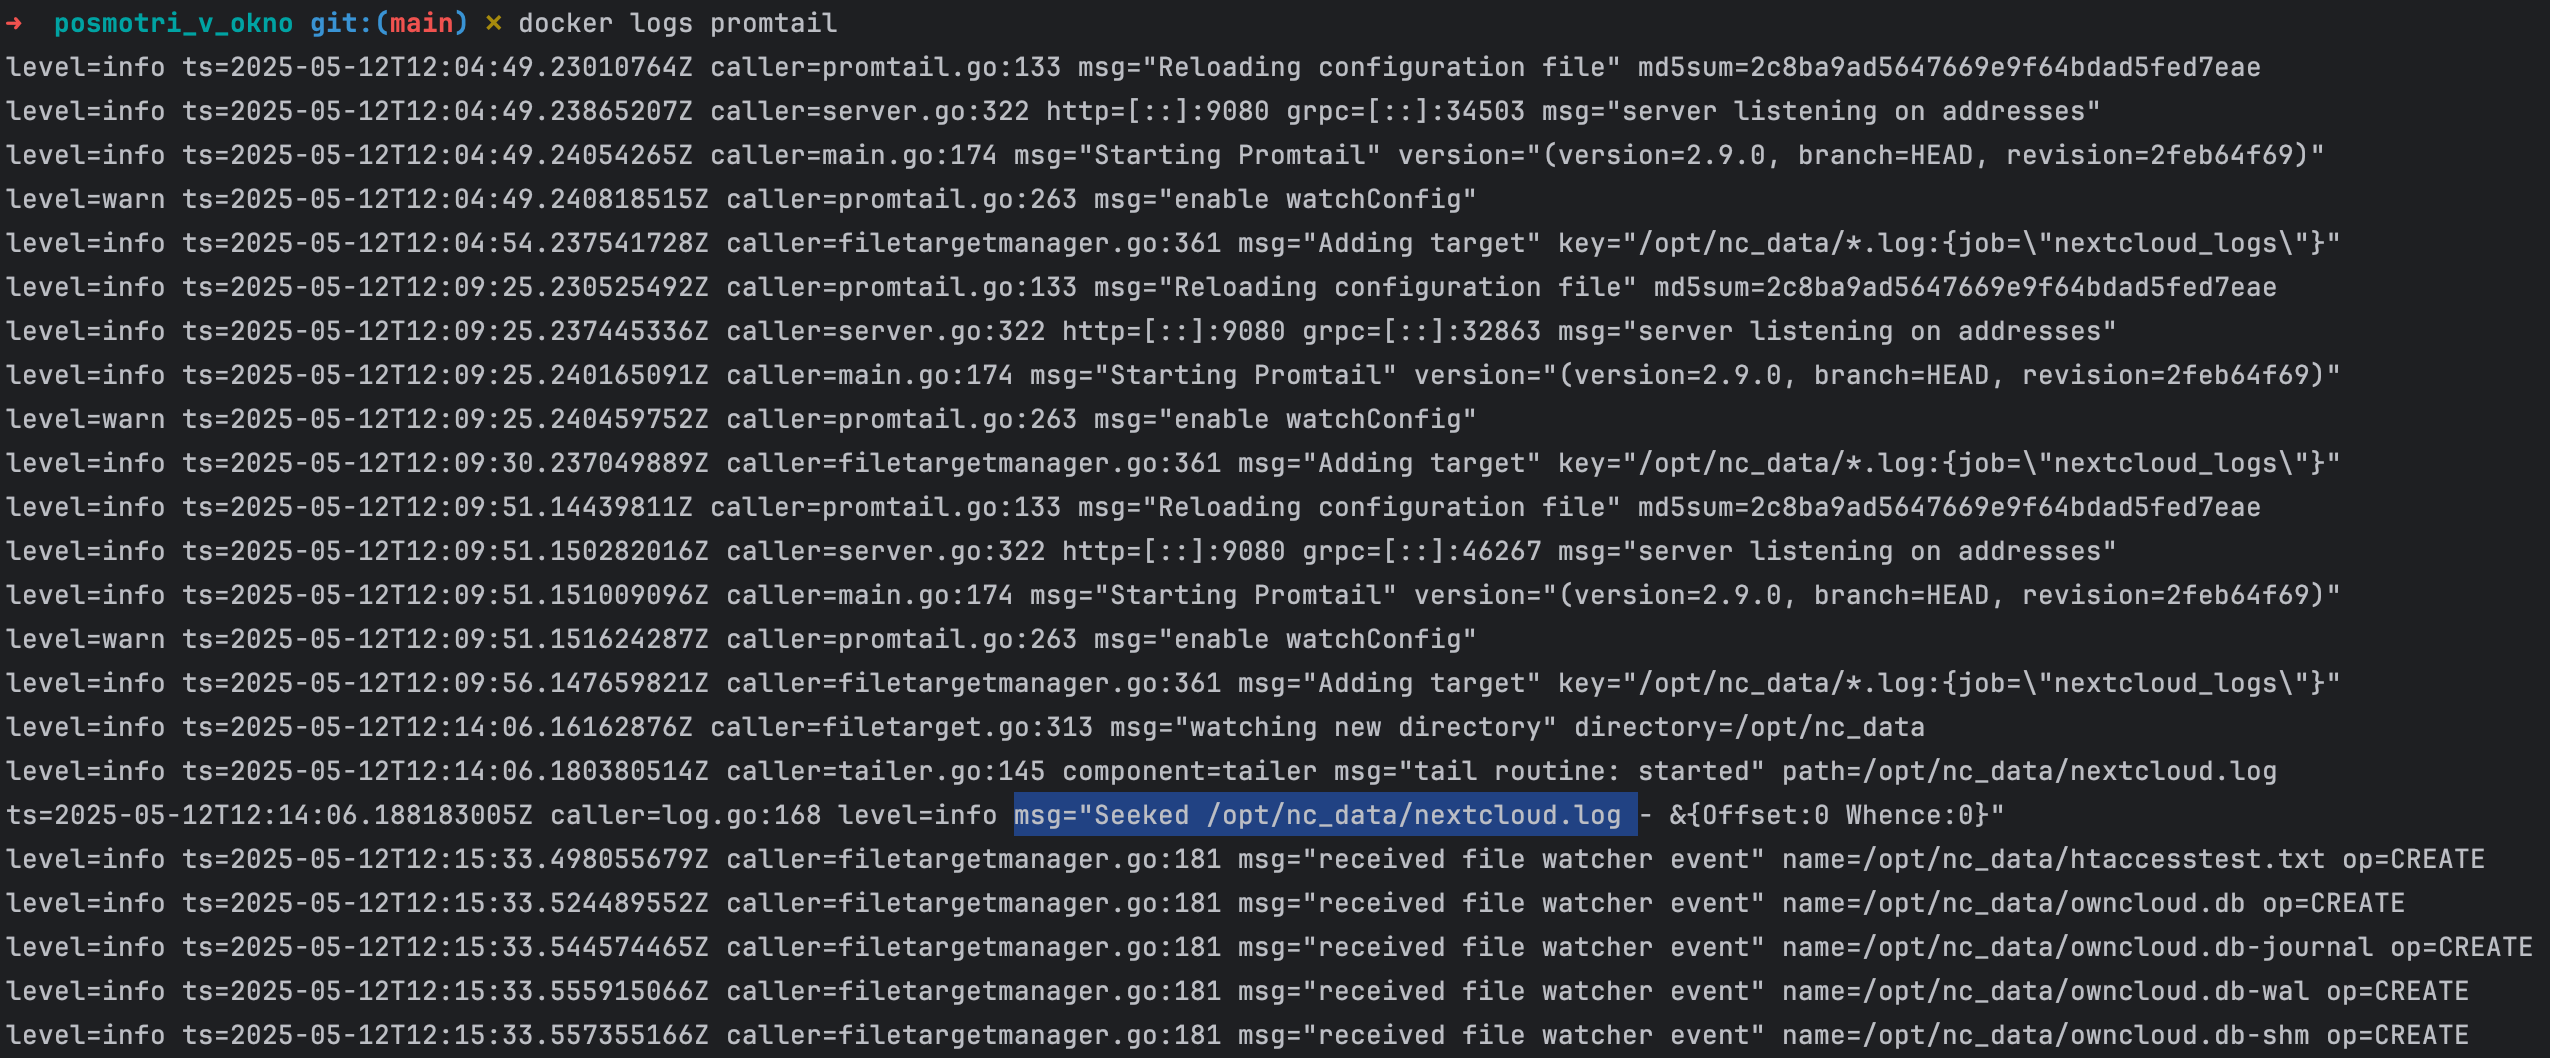 ➜  posmotri_v_okno git:(main) ✗ docker logs promtail
level=info ts=2025-05-12T12:04:49.23010764Z caller=promtail.go:133 msg="Reloading configuration file" md5sum=2c8ba9ad5647669e9f64bdad5fed7eae
level=info ts=2025-05-12T12:04:49.23865207Z caller=server.go:322 http=[::]:9080 grpc=[::]:34503 msg="server listening on addresses"
level=info ts=2025-05-12T12:04:49.24054265Z caller=main.go:174 msg="Starting Promtail" version="(version=2.9.0, branch=HEAD, revision=2feb64f69)"
level=warn ts=2025-05-12T12:04:49.240818515Z caller=promtail.go:263 msg="enable watchConfig"
level=info ts=2025-05-12T12:04:54.237541728Z caller=filetargetmanager.go:361 msg="Adding target" key="/opt/nc_data/*.log:{job=\"nextcloud_logs\"}"
level=info ts=2025-05-12T12:09:25.230525492Z caller=promtail.go:133 msg="Reloading configuration file" md5sum=2c8ba9ad5647669e9f64bdad5fed7eae
level=info ts=2025-05-12T12:09:25.237445336Z caller=server.go:322 http=[::]:9080 grpc=[::]:32863 msg="server listening on addresses"
level=info ts=2025-05-12T12:09:25.240165091Z caller=main.go:174 msg="Starting Promtail" version="(version=2.9.0, branch=HEAD, revision=2feb64f69)"
level=warn ts=2025-05-12T12:09:25.240459752Z caller=promtail.go:263 msg="enable watchConfig"
level=info ts=2025-05-12T12:09:30.237049889Z caller=filetargetmanager.go:361 msg="Adding target" key="/opt/nc_data/*.log:{job=\"nextcloud_logs\"}"
level=info ts=2025-05-12T12:09:51.14439811Z caller=promtail.go:133 msg="Reloading configuration file" md5sum=2c8ba9ad5647669e9f64bdad5fed7eae
level=info ts=2025-05-12T12:09:51.150282016Z caller=server.go:322 http=[::]:9080 grpc=[::]:46267 msg="server listening on addresses"
level=info ts=2025-05-12T12:09:51.151009096Z caller=main.go:174 msg="Starting Promtail" version="(version=2.9.0, branch=HEAD, revision=2feb64f69)"
level=warn ts=2025-05-12T12:09:51.151624287Z caller=promtail.go:263 msg="enable watchConfig"
level=info ts=2025-05-12T12:09:56.147659821Z caller=filetargetmanager.go:361 msg="Adding target" key="/opt/nc_data/*.log:{job=\"nextcloud_logs\"}"
level=info ts=2025-05-12T12:14:06.16162876Z caller=filetarget.go:313 msg="watching new directory" directory=/opt/nc_data
level=info ts=2025-05-12T12:14:06.180380514Z caller=tailer.go:145 component=tailer msg="tail routine: started" path=/opt/nc_data/nextcloud.log
ts=2025-05-12T12:14:06.188183005Z caller=log.go:168 level=info msg="Seeked /opt/nc_data/nextcloud.log - &{Offset:0 Whence:0}"
level=info ts=2025-05-12T12:15:33.498055679Z caller=filetargetmanager.go:181 msg="received file watcher event" name=/opt/nc_data/htaccesstest.txt op=CREATE
level=info ts=2025-05-12T12:15:33.524489552Z caller=filetargetmanager.go:181 msg="received file watcher event" name=/opt/nc_data/owncloud.db op=CREATE
level=info ts=2025-05-12T12:15:33.544574465Z caller=filetargetmanager.go:181 msg="received file watcher event" name=/opt/nc_data/owncloud.db-journal op=CREATE
level=info ts=2025-05-12T12:15:33.555915066Z caller=filetargetmanager.go:181 msg="received file watcher event" name=/opt/nc_data/owncloud.db-wal op=CREATE
level=info ts=2025-05-12T12:15:33.557355166Z caller=filetargetmanager.go:181 msg="received file watcher event" name=/opt/nc_data/owncloud.db-shm op=CREATE